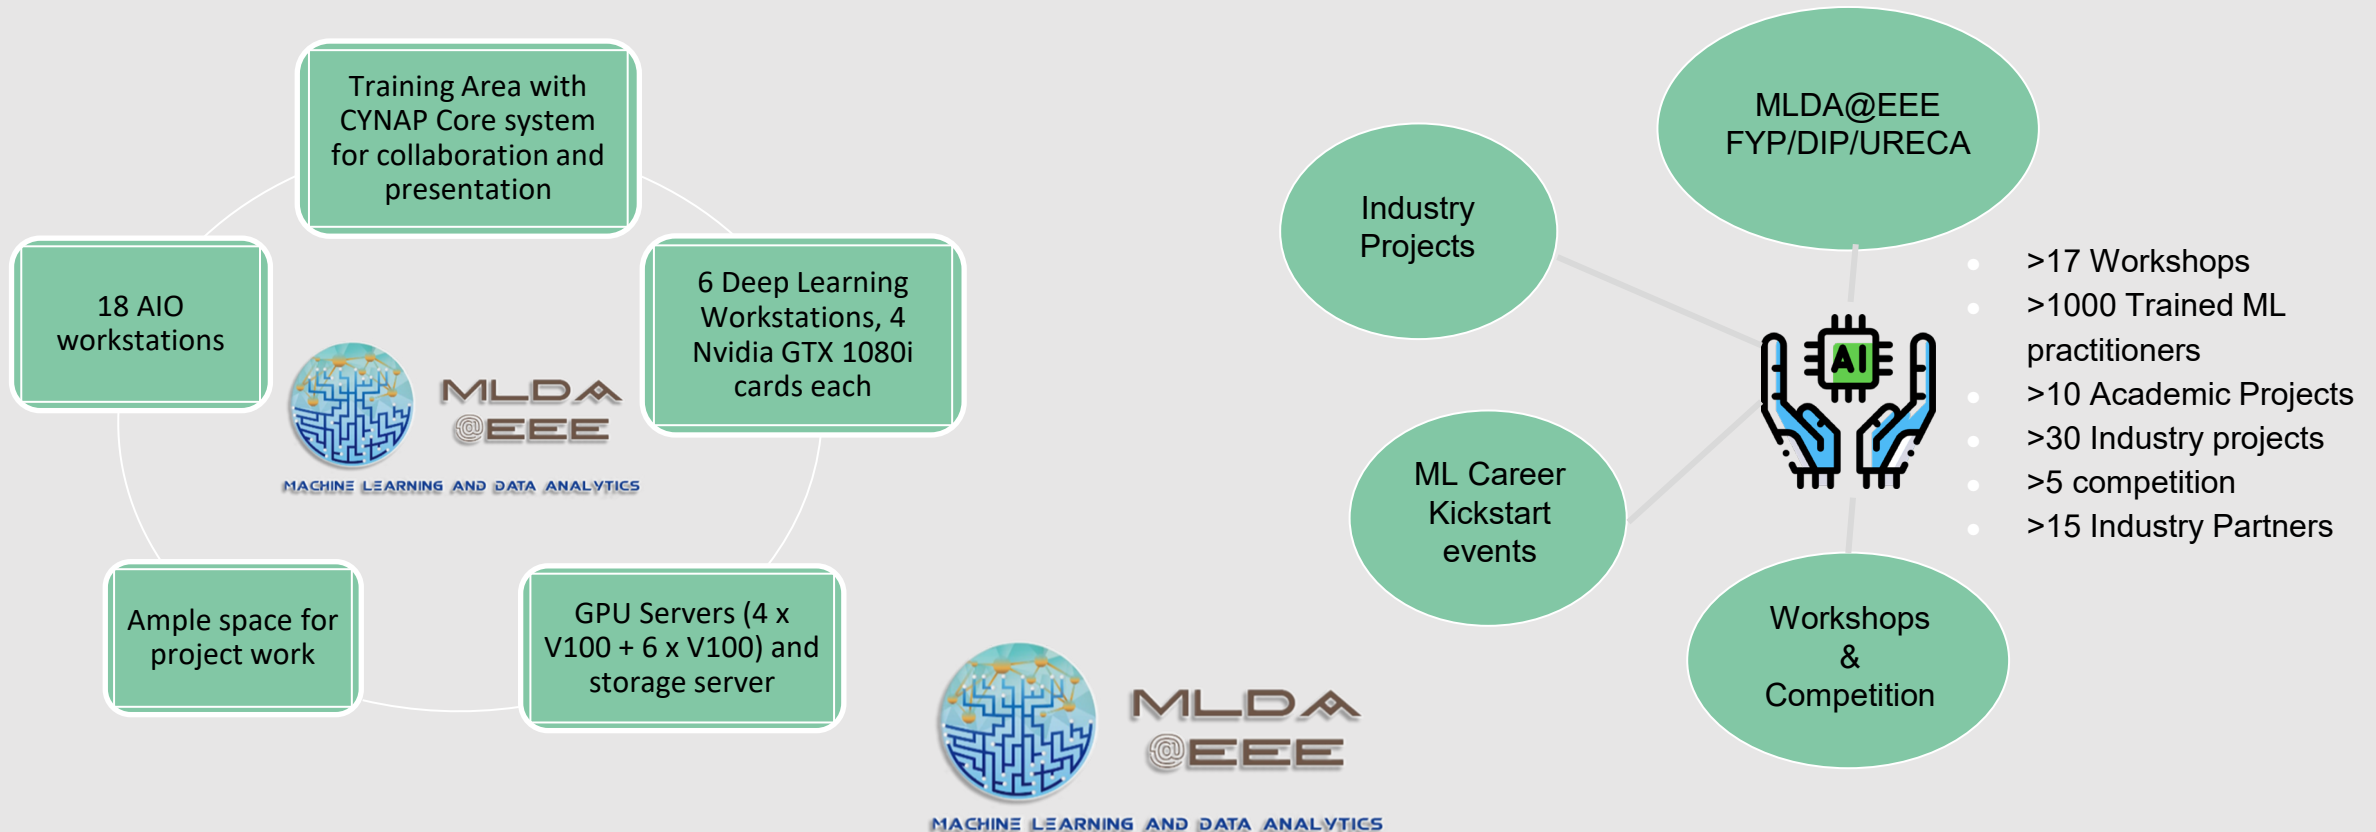 Training Area with
CYNAP Core system
for collaboration and
presentation
18 AIO
workstations
6 Deep Learning
Workstations, 4
Nvidia GTX 1080i
cards each
MLDA
@EEE
MACHINE LEARNING AND DATA ANALYTICS
Ample space for
project work
GPU Servers (4 x
V100 + 6 x V100) and
storage server
MLDA
@EEE
MACHINE LEARNING AND DATA ANALYTICS
MLDA@EEE
FYP/DIP/URECA
Industry
Projects
AI
ML Career
Kickstart
events
Workshops
&
Competition
>17 Workshops
>1000 Trained ML
practitioners
>10 Academic Projects
>30 Industry projects
>5 competition
>15 Industry Partners